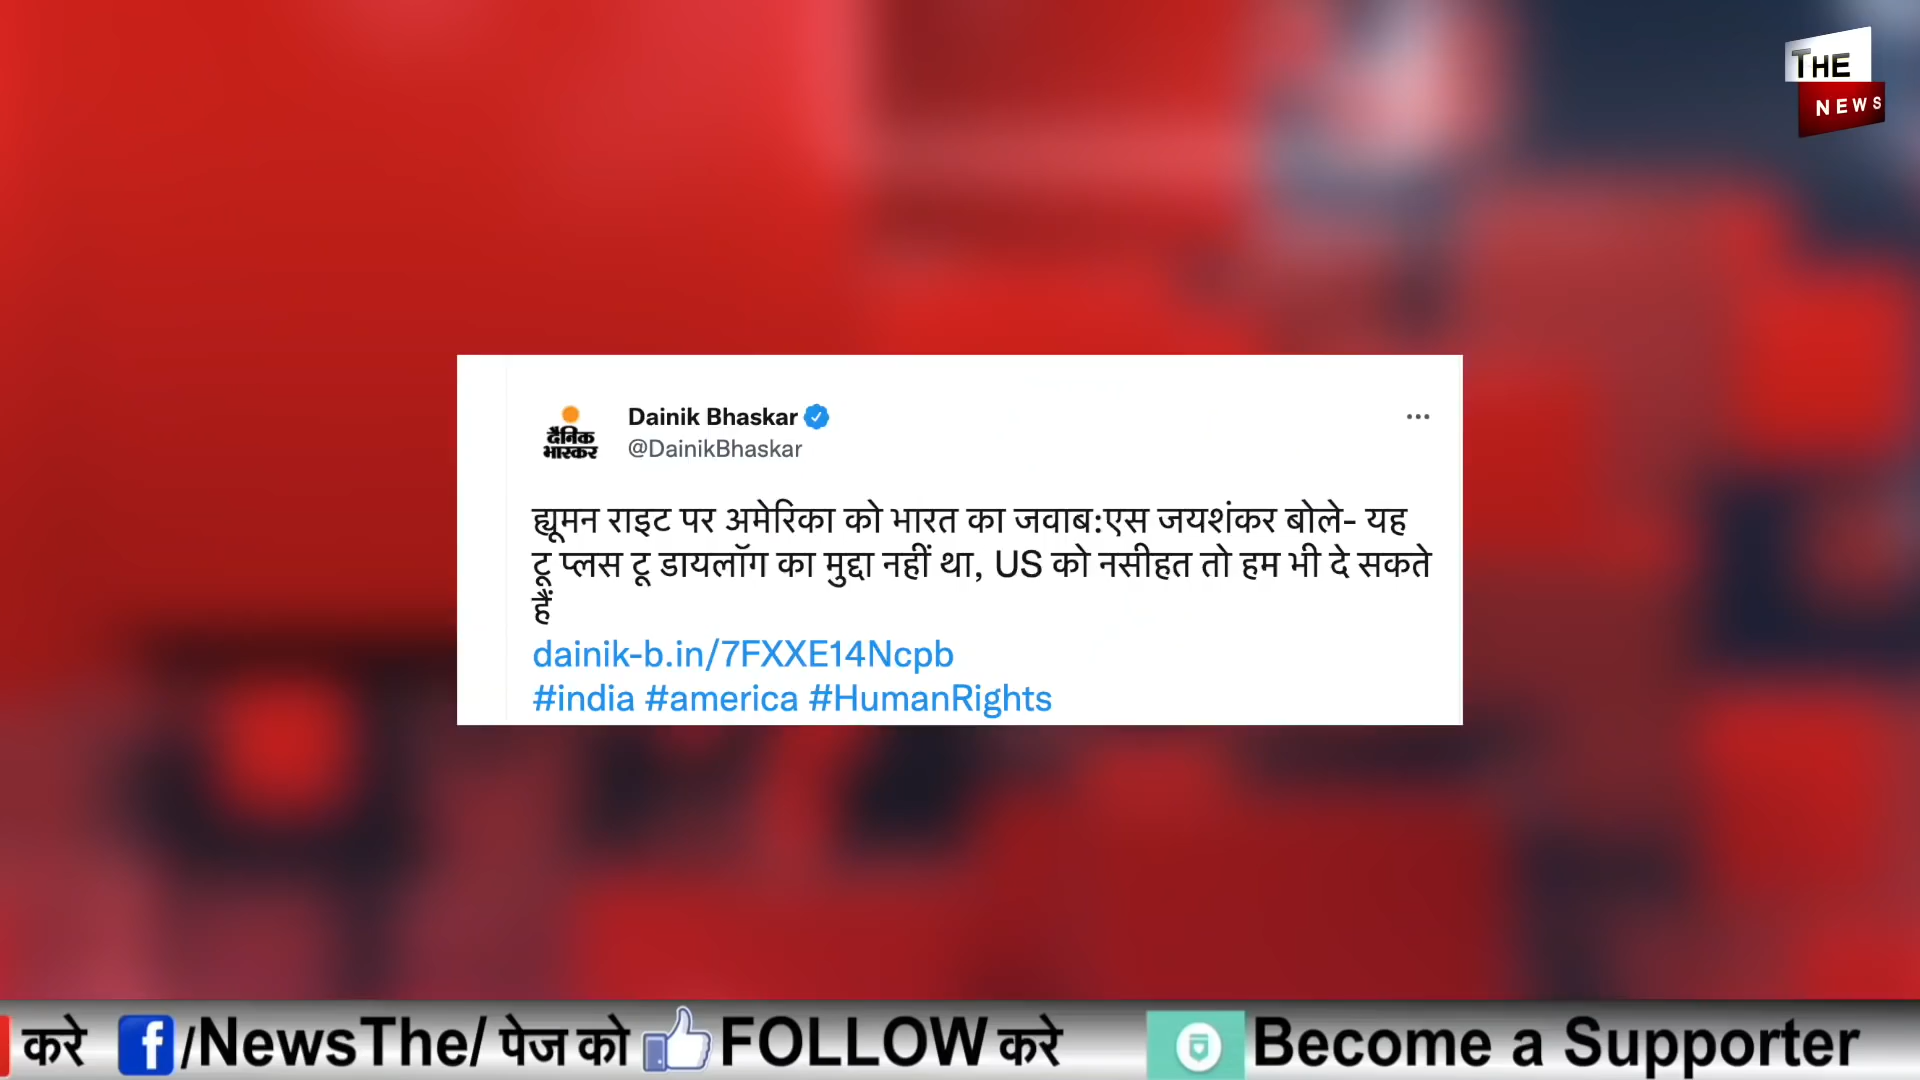 THE
NEWS
दैनिक
भास्कर
Dainik Bhaskar
@DainikBhaskar
ह्यूमन राइट पर अमेरिका को भारत का जवाब:एस जयशंकर बोले- यह
टू प्लस टू डायलॉग का मुद्दा नहीं था, US को नसीहत तो हम भी दे सकते
हैं
dainik-b.in/7FXXE14Ncpb
#india #america #HumanRights
करे f/NewsThe/ पेज को FOLLOW करे Become a Supporter